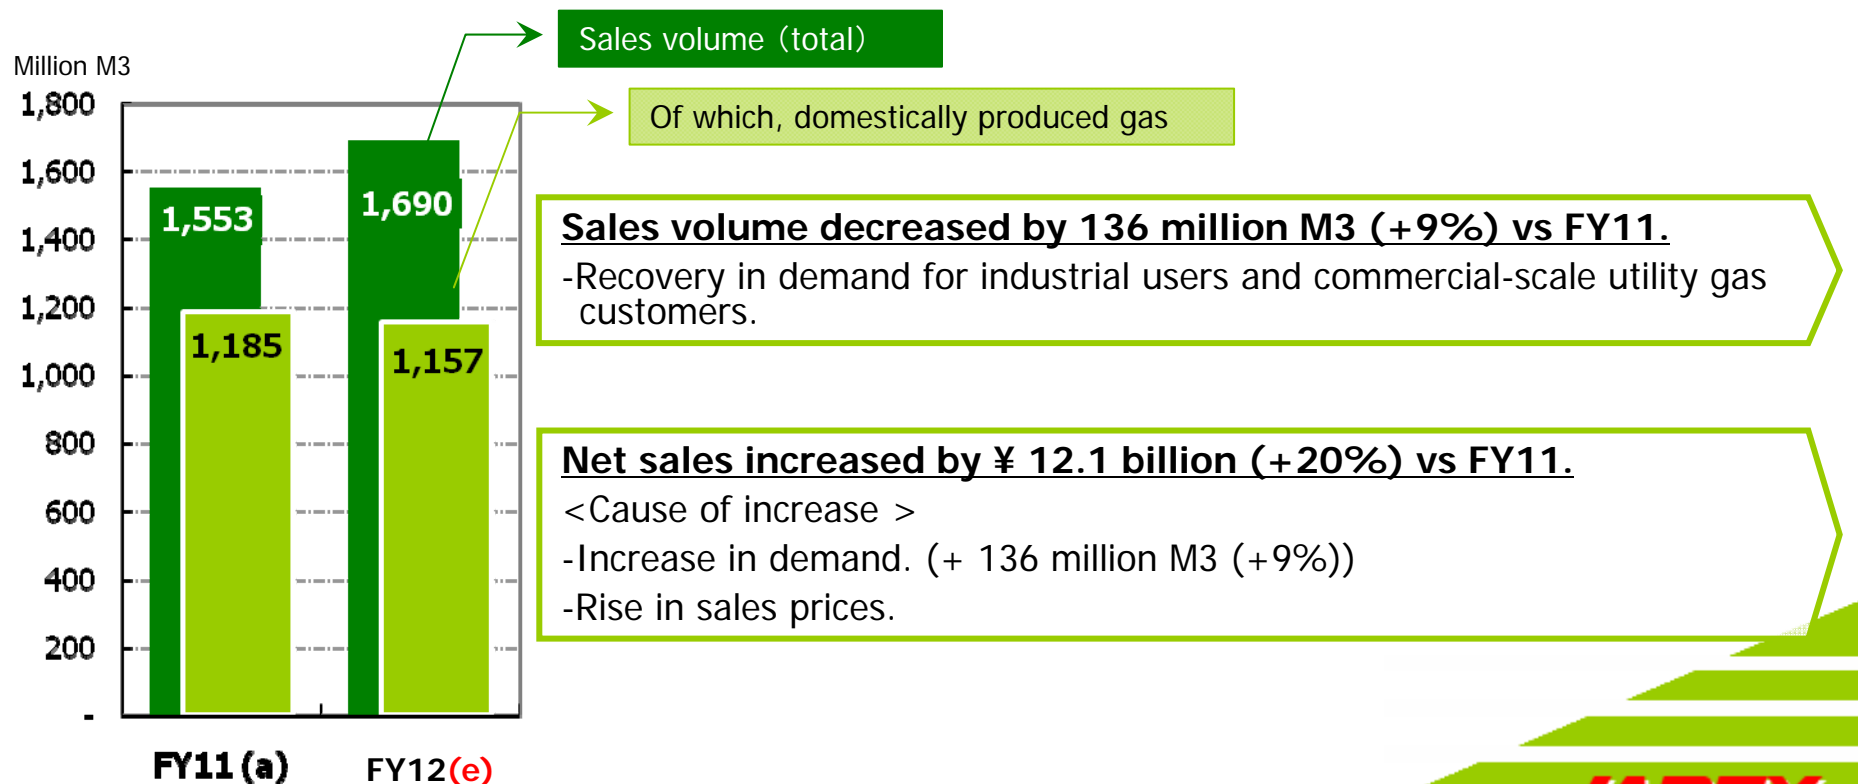 Sales volume（total）
Million M3
Of which, domestically produced gas
1,800
1,600
1,400
1,200
1,000
800
600
400
200
-
1,553
1,690
1,185
1,157
FY11 (a)
FY12(e)
Sales volume decreased by 136 million M3 (+9%) vs FY11.
-Recovery in demand for industrial users and commercial-scale utility gas
customers.
Net sales increased by ¥ 12.1 billion (+20%) vs FY11.
<Cause of increase >
-Increase in demand. (+ 136 million M3 (+9%))
-Rise in sales prices.